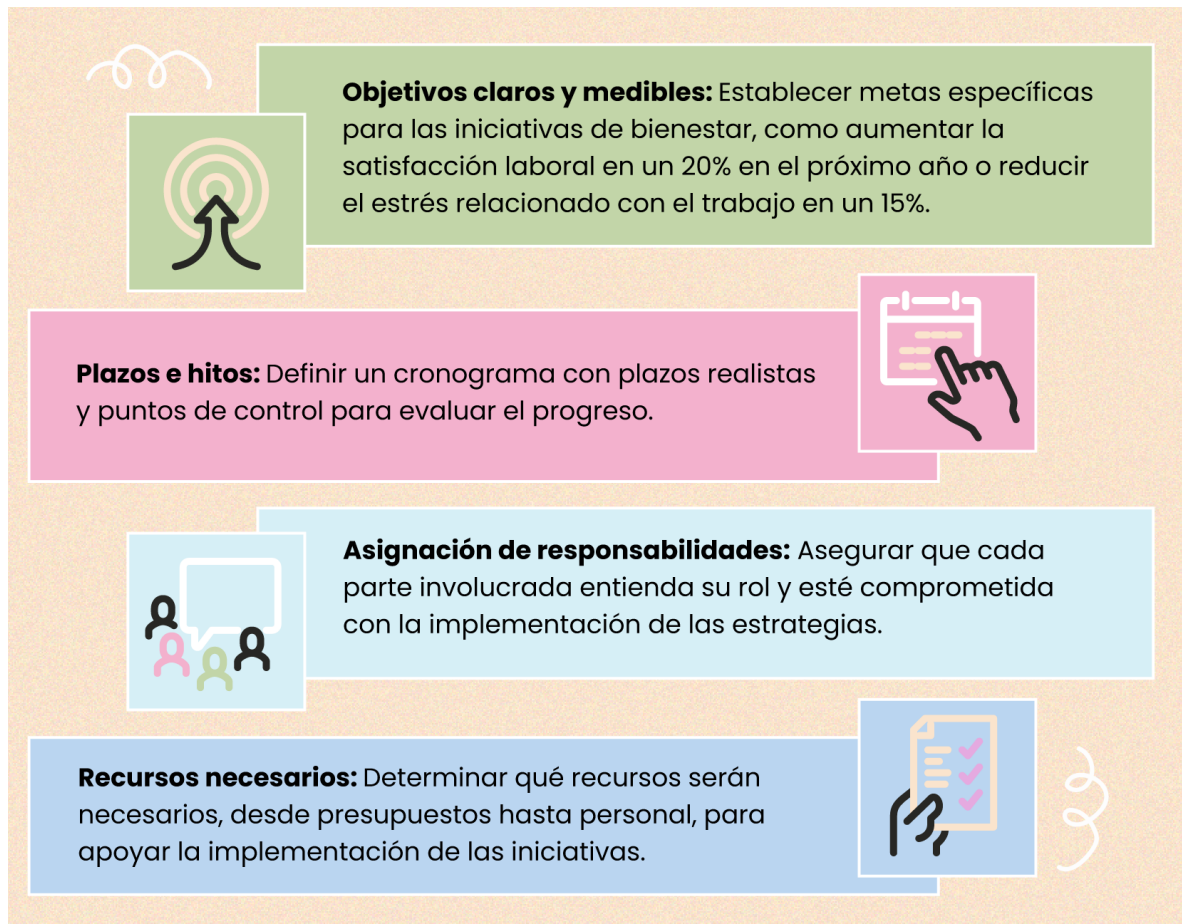 Objetivos claros y medibles: Establecer metas específicas
para las iniciativas de bienestar, como aumentar la
satisfacción laboral en un 20% en el próximo año o reducir
el estrés relacionado con el trabajo en un 15%.
Plazos e hitos: Definir un cronograma con plazos realistas
y puntos de control para evaluar el progreso.
Asignación de responsabilidades: Asegurar que cada
parte involucrada entienda su rol y esté comprometida
con la implementación de las estrategias.
Recursos necesarios: Determinar qué recursos serán
necesarios, desde presupuestos hasta personal, para
apoyar la implementación de las iniciativas.